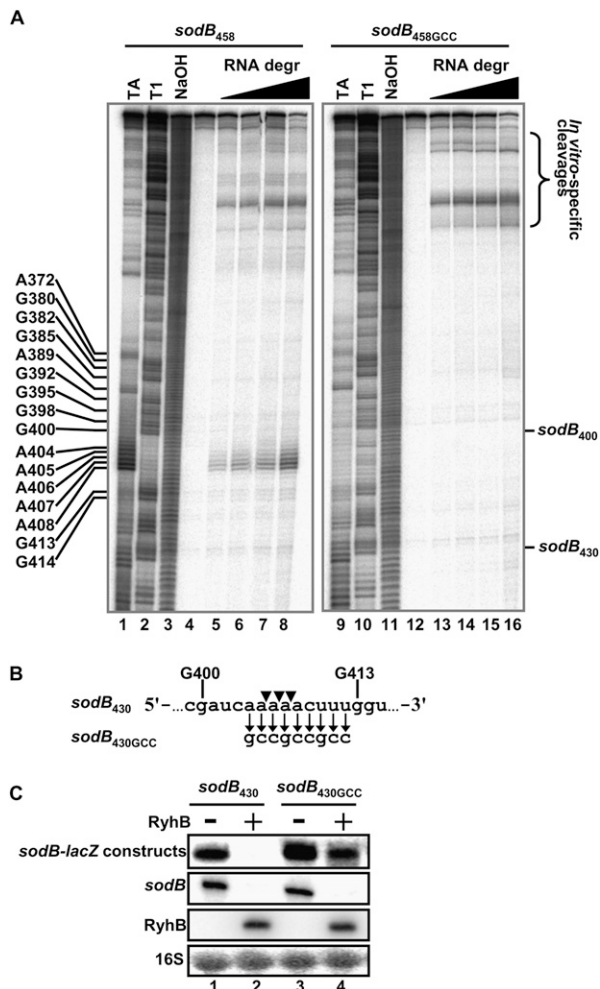 A
sodB458
sodB458GCC
TA
T1
NaOH
RNA degr
TA
T1
NaOH
RNA degr
In vitro-specific
cleavages
A372
G380
G382
G385
A389
G392
G395
G398
G400
A404
A405
A406
A407
A408
G413
G414
sodB400
sodB430
1 2 3 4 5 6 7 8
9 10 11 12 13 14 15 16
B
G400 G413
sodB430 5'-...cgaucaaaaacuuuggu...-3'
sodB430GCC gccgccgcc
C
sodB430 sodB430GCC
RyhB - + - +
sodB-lacZ constructs
sodB
RyhB
16S
1 2 3 4